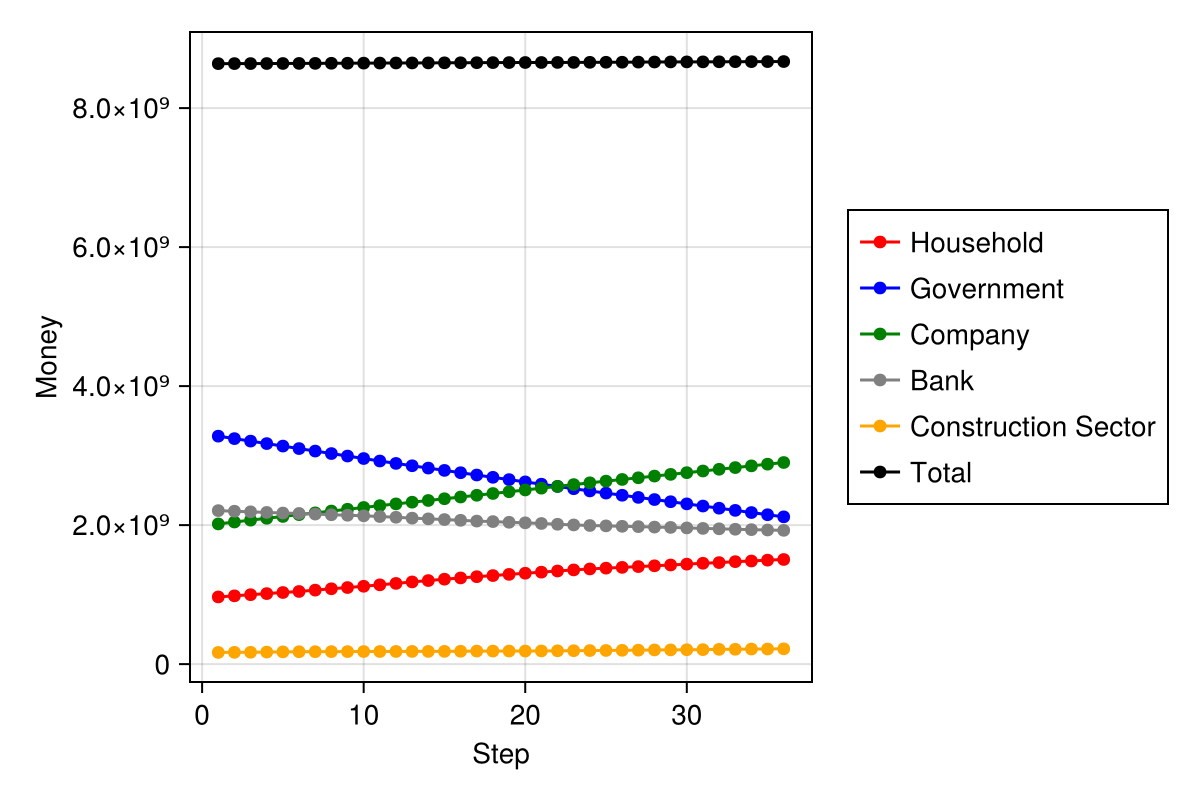 Money
8.0×10⁹
6.0×10⁹
4.0×10⁹
2.0×10⁹
0
0 10 20 30
Step
Household
Government
Company
Bank
Construction Sector
Total